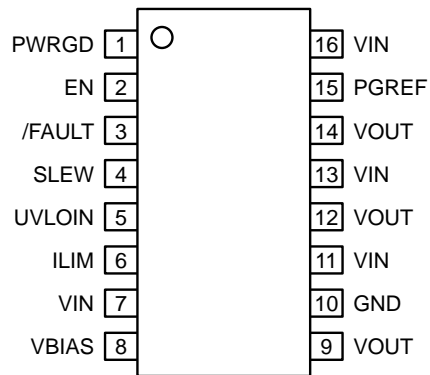 PWRGD 1 16 VIN
EN 2 15 PGREF
/FAULT 3 14 VOUT
SLEW 4 13 VIN
UVLOIN 5 12 VOUT
ILIM 6 11 VIN
VIN 7 10 GND
VBIAS 8 9 VOUT